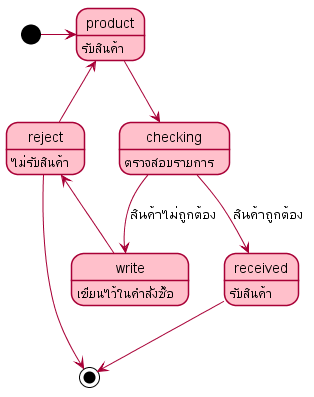 product
รับสินค้า
reject
ไม่รับสินค้า
checking
ตรวจสอบรายการ
สินค้าไม่ถูกต้อง
สินค้าถูกต้อง
write
เขียนไว้ในคำสั่งซื้อ
received
รับสินค้า